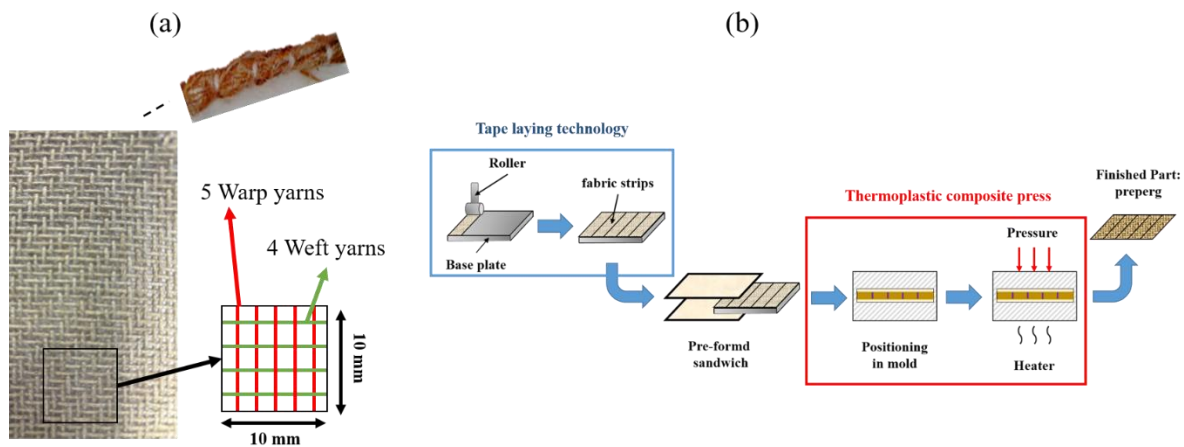 (a)
5 Warp yarns
4 Weft yarns
10 mm
10 mm
(b)
Tape laying technology
Roller
fabric strips
Base plate
Pre-formd
sandwich
Thermoplastic composite press
Positioning
in mold
Pressure
Heater
Finished Part:
preperg